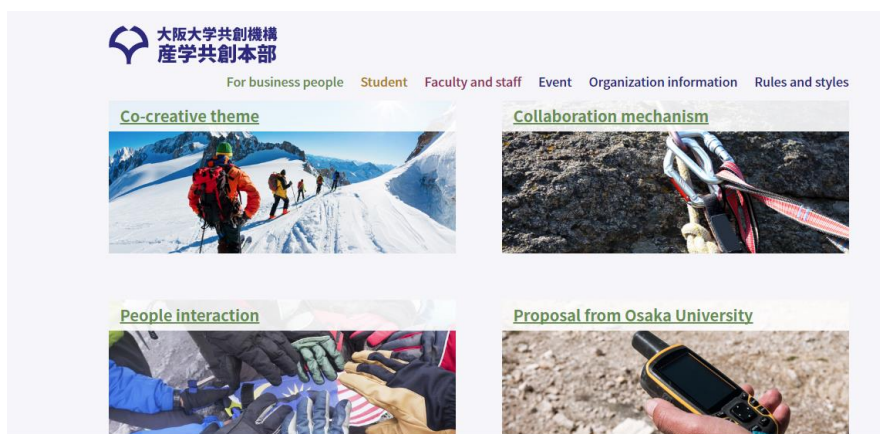 大阪大学共創機構
産学共創本部
For business people Student Faculty and staff Event Organization information Rules and styles
Co-creative theme
Collaboration mechanism
People interaction
Proposal from Osaka University